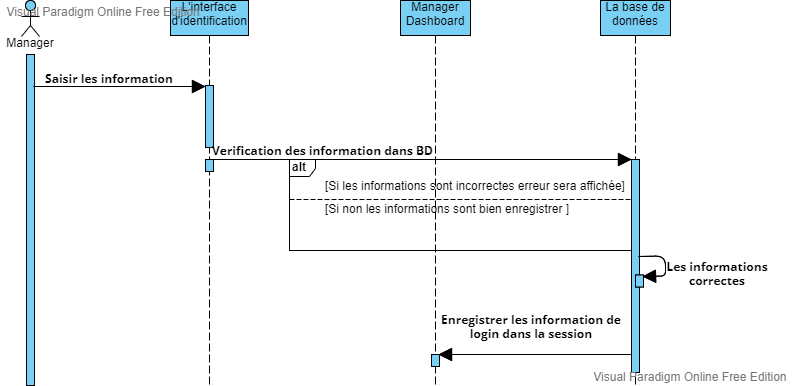 Visual Paradigm Online Free Edition
L'interface
d'identification
Manager
Dashboard
La base de
données
Manager
Saisir les information
Verification des information dans BD
alt
[Si les informations sont incorrectes erreur sera affichée]
[Si non les informations sont bien enregistrer ]
Les informations
correctes
Enregistrer les information de
login dans la session
Visual Paradigm Online Free Edition